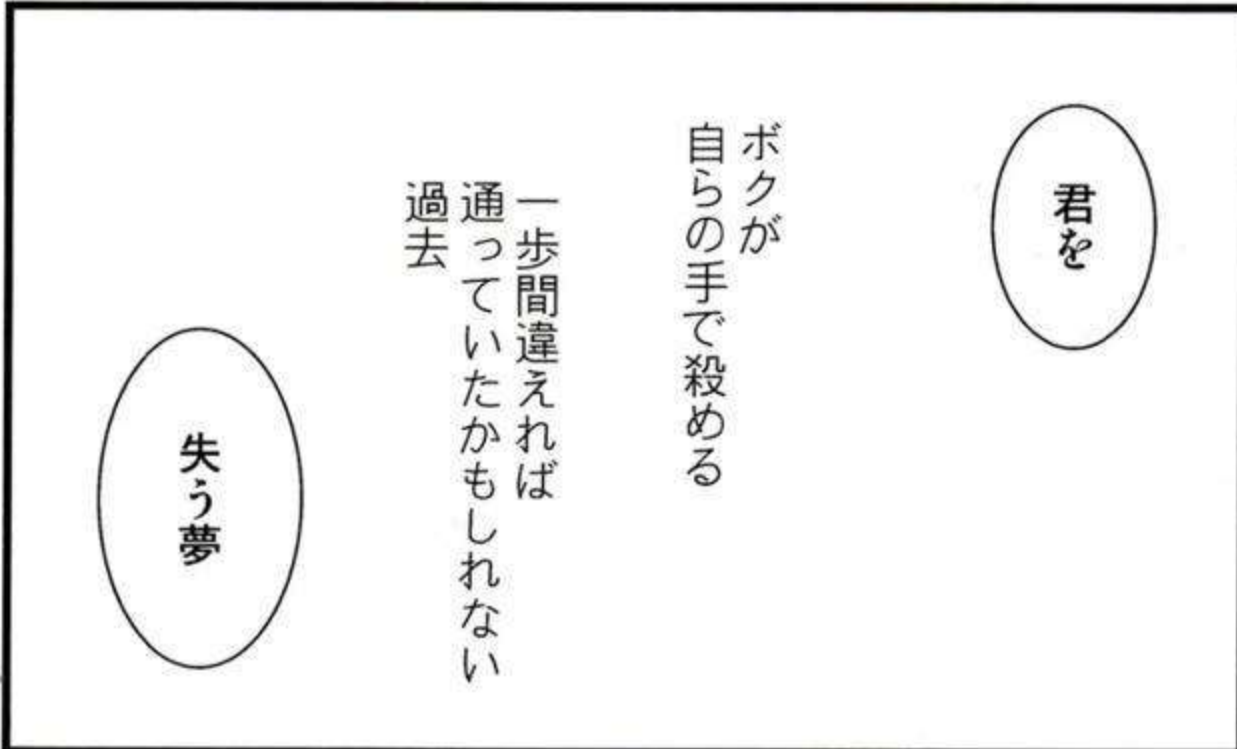 君を
ボクが
自らの手で殺める
一歩間違えれば
通っていたかもしれない
過去
失う夢